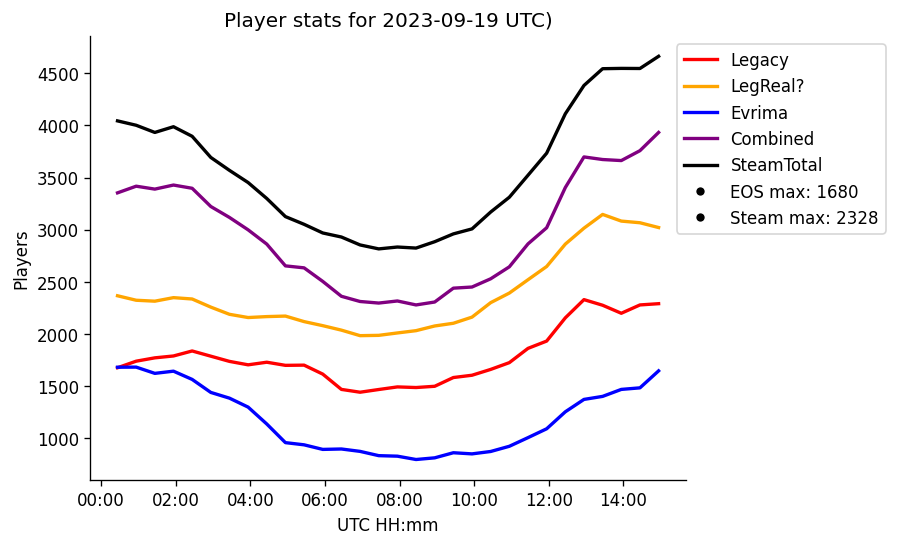 Player stats for 2023-09-19 UTC)
4500
4000
3500
3000
2500
2000
1500
1000
Players
00:00 02:00 04:00 06:00 08:00 10:00 12:00 14:00
UTC HH:mm
Legacy
LegReal?
Evrima
Combined
SteamTotal
EOS max: 1680
Steam max: 2328